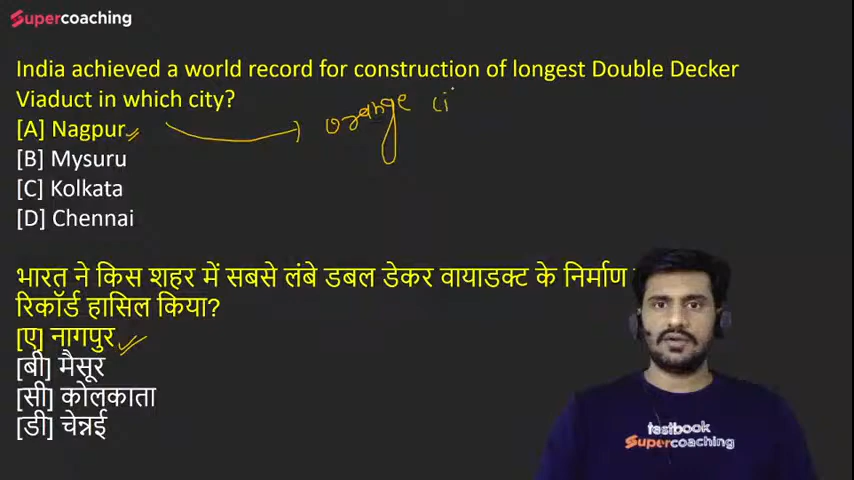 Supercoaching
India achieved a world record for construction of longest Double Decker
Viaduct in which city?
orange ci
[A] Nagpur
[B] Mysuru
[C] Kolkata
[D] Chennai
भारत ने किस शहर में सबसे लंबे डबल डेकर वायाडक्ट के निर्माण
रिकॉर्ड हासिल किया?
[ए] नागपुर
[बी] मैसूर
[सी] कोलकाता
[डी] चेन्नई
testbook
Supercoaching